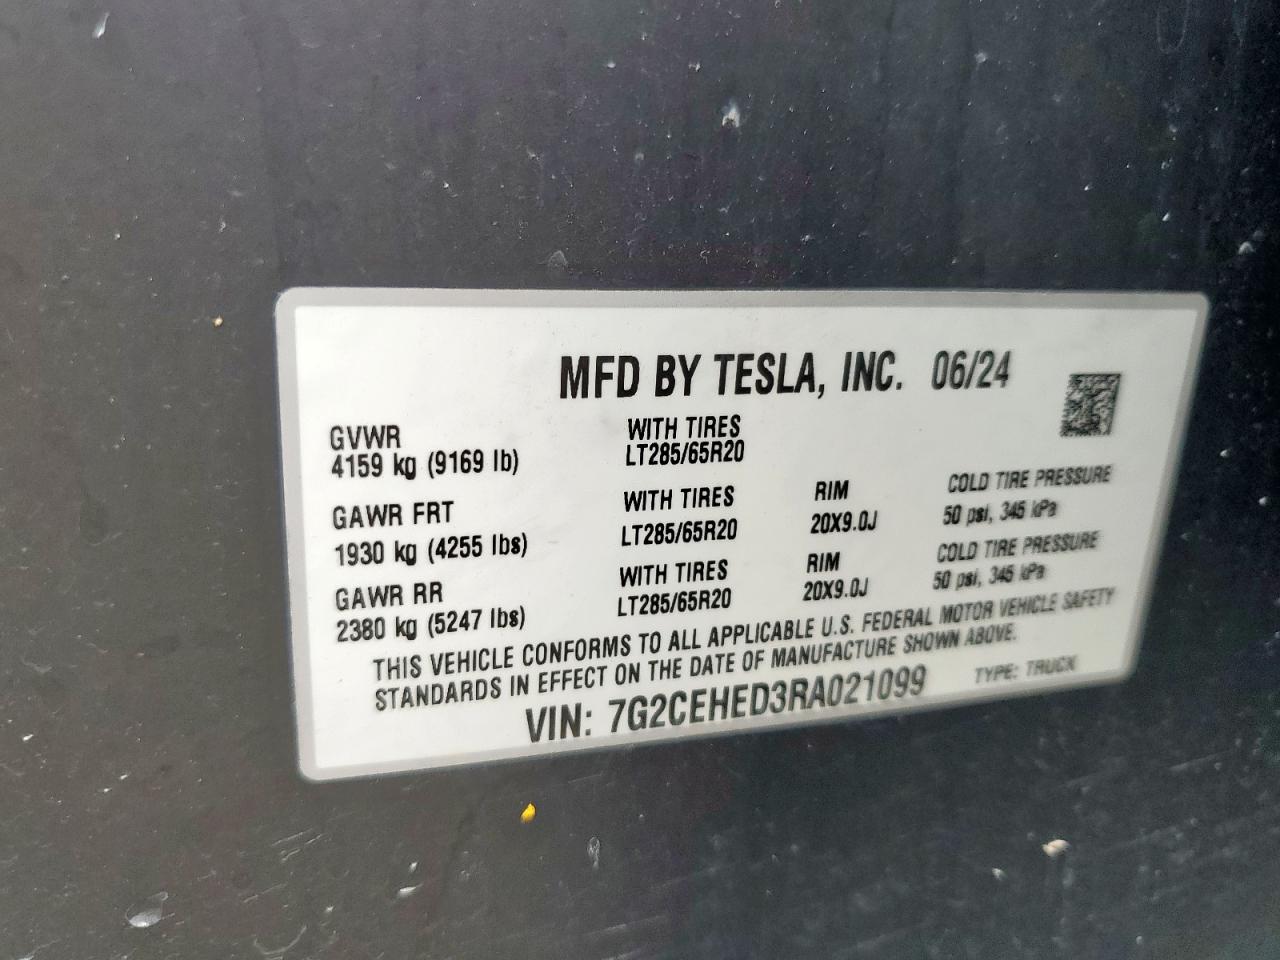 MFD BY TESLA, INC. 06/24
GVWR WITH TIRES
4159 kg (9169 lb) LT285/65R20
GAWR FRT WITH TIRES RIM COLD TIRE PRESSURE
1930 kg (4255 lbs) LT285/65R20 20X9.0J 50 psi, 345 kPa
GAWR RR WITH TIRES RIM COLD TIRE PRESSURE
2380 kg (5247 lbs) LT285/65R20 20X9.0J 50 psi, 345 kPa
THIS VEHICLE CONFORMS TO ALL APPLICABLE U.S. FEDERAL MOTOR VEHICLE SAFETY
STANDARDS IN EFFECT ON THE DATE OF MANUFACTURE SHOWN ABOVE.
VIN: 7G2CEHED3RA021099 TYPE: TRUCK